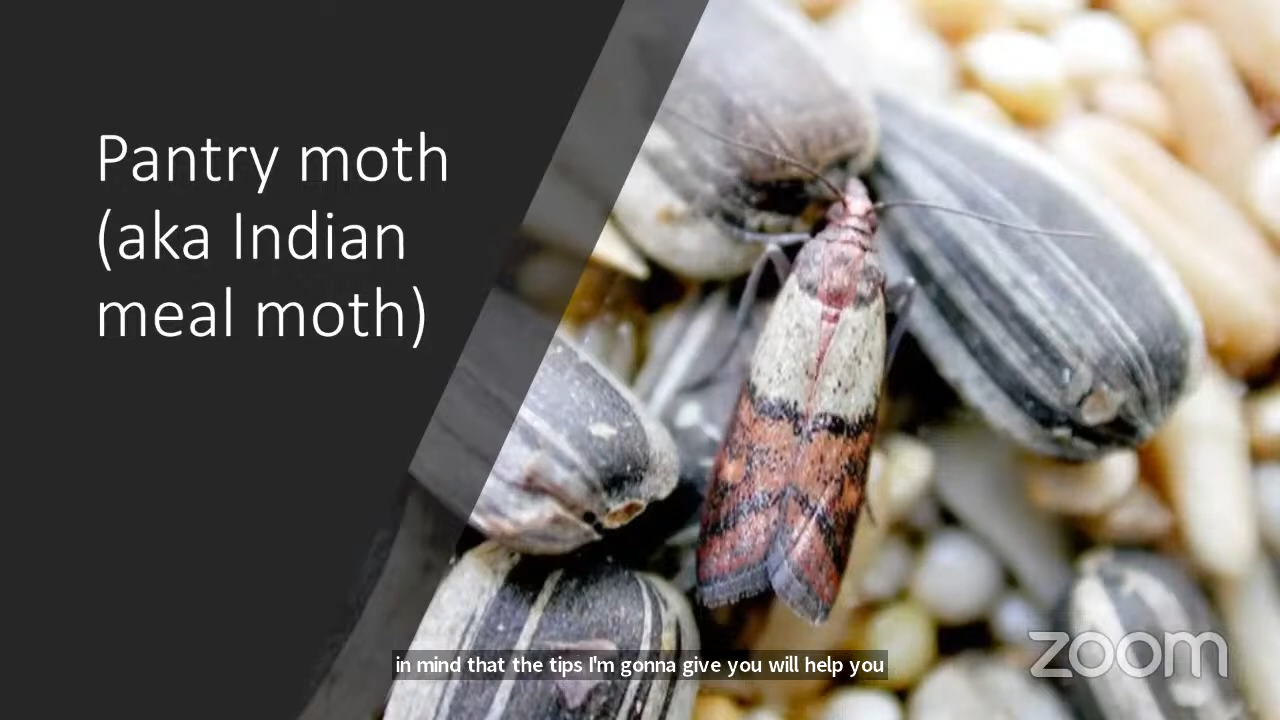 Pantry moth
(aka Indian
meal moth)
in mind that the tips I'm gonna give you will help you
zoom